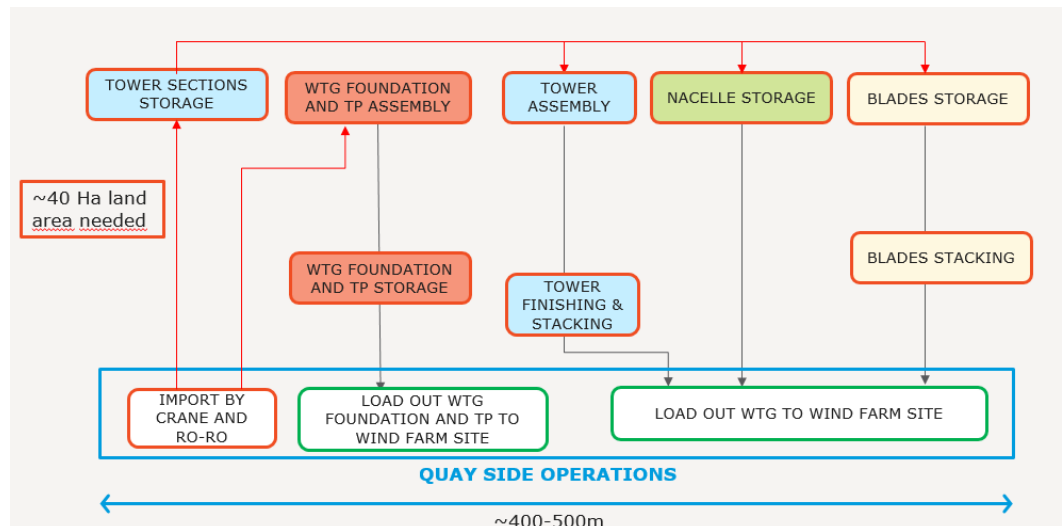 TOWER SECTIONS
STORAGE
WTG FOUNDATION
AND TP ASSEMBLY
TOWER
ASSEMBLY
NACELLE STORAGE
BLADES STORAGE
~40 Ha land
area needed
WTG FOUNDATION
AND TP STORAGE
TOWER
FINISHING &
STACKING
BLADES STACKING
IMPORT BY
CRANE AND
RO-RO
LOAD OUT WTG
FOUNDATION AND TP TO
WIND FARM SITE
LOAD OUT WTG TO WIND FARM SITE
QUAY SIDE OPERATIONS
~400-500m